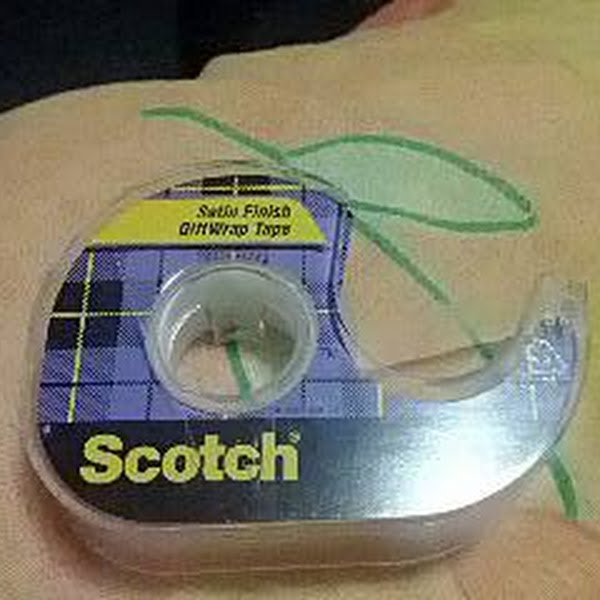 Satin Finish
GiftWrap Tape
Scotch®